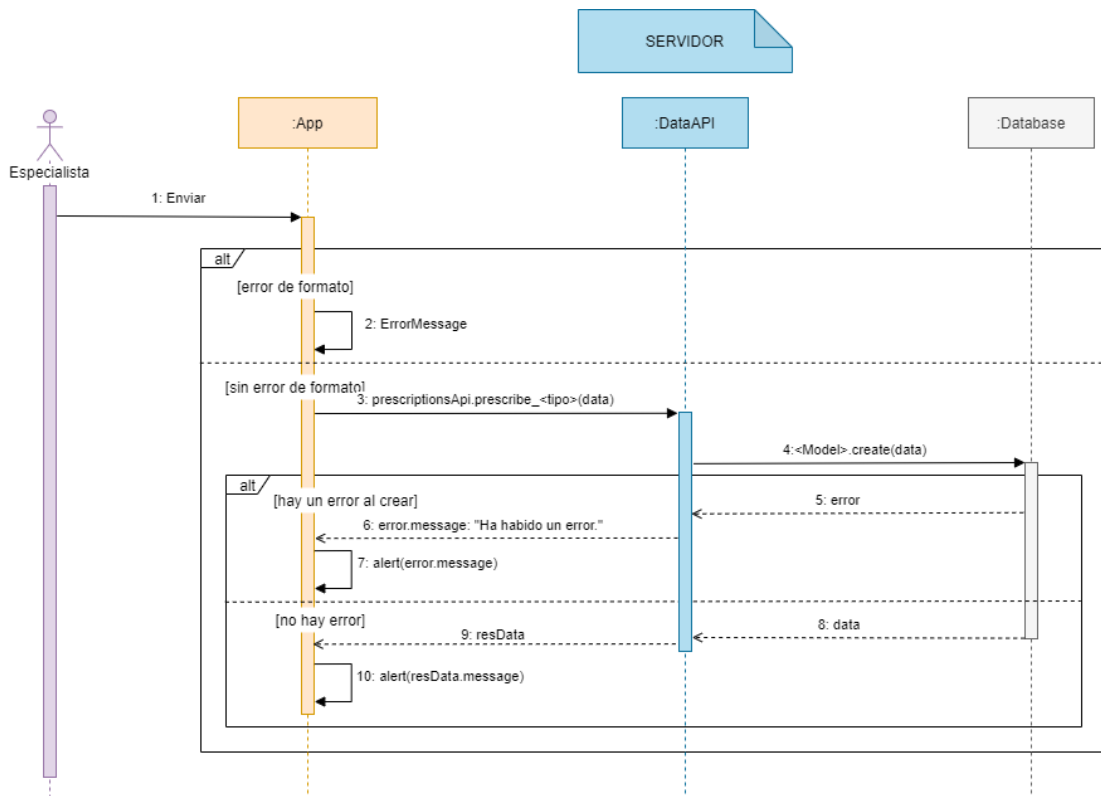 SERVIDOR
:App
:DataAPI
:Database
Especialista
1: Enviar
alt
[error de formato]
2: ErrorMessage
[sin error de formato]
3: prescriptionsApi.prescribe_<tipo>(data)
4:<Model>.create(data)
alt
[hay un error al crear]
5: error
6: error.message: "Ha habido un error."
7: alert(error.message)
[no hay error]
8: data
9: resData
10: alert(resData.message)